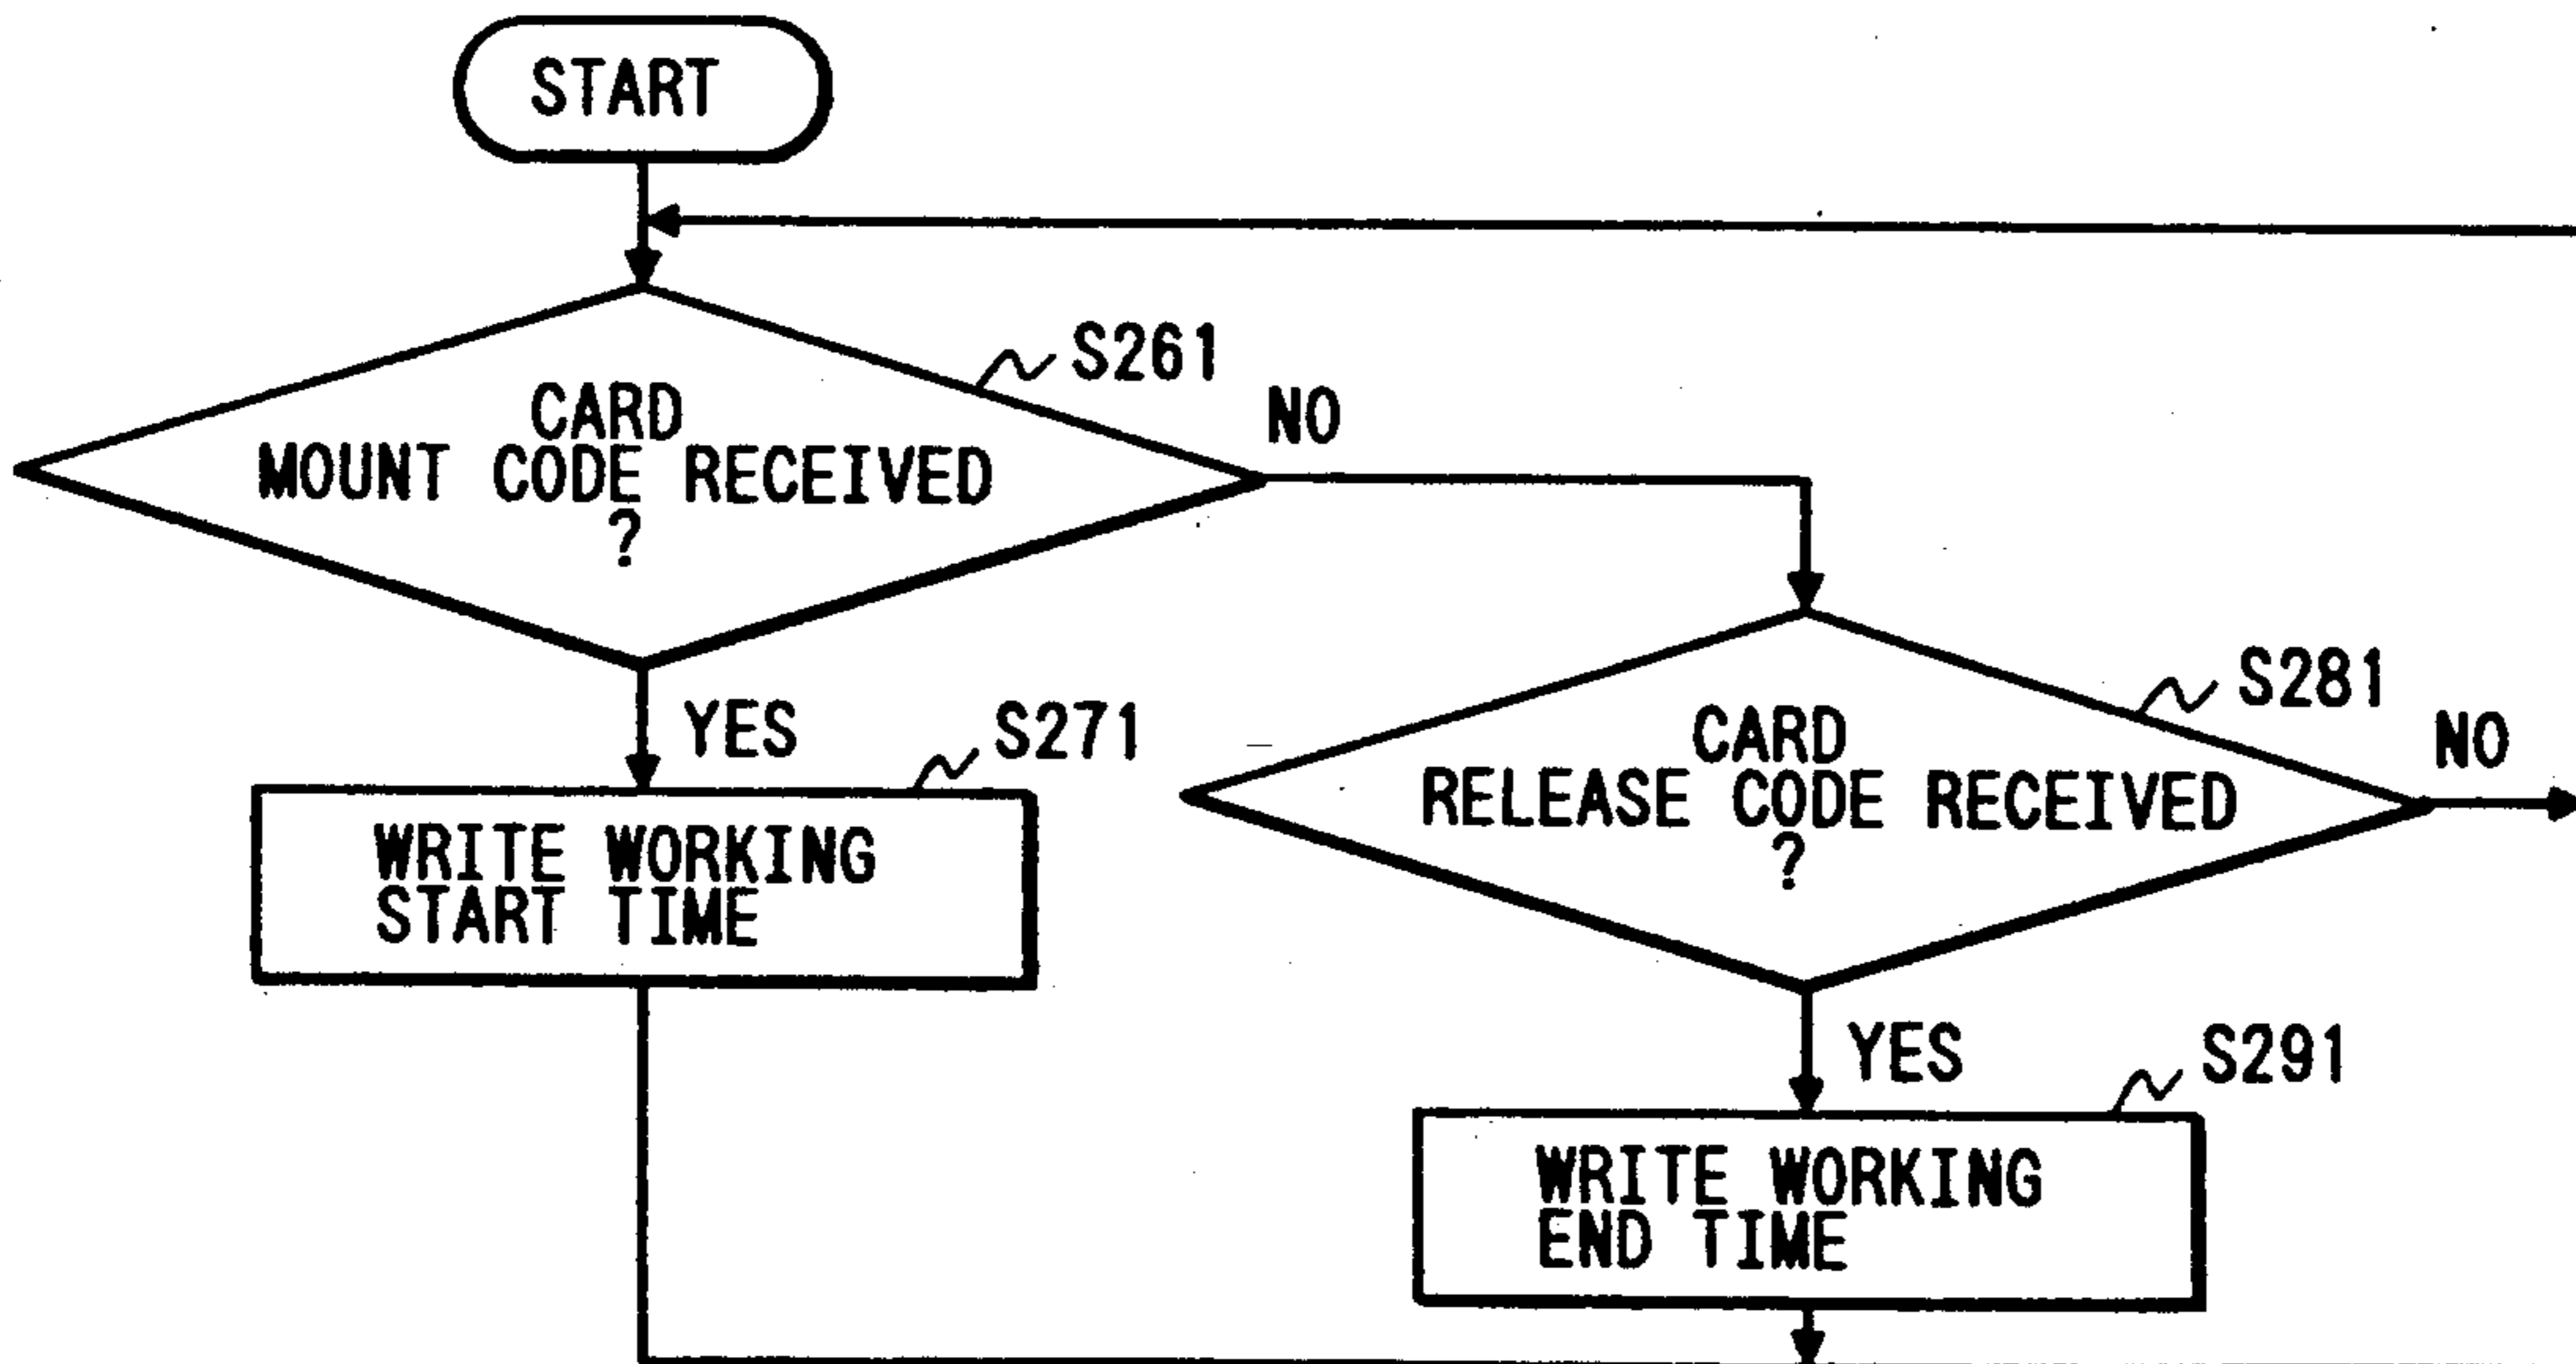 START
S261
CARD
MOUNT CODE RECEIVED
?
NO
YES
S271
WRITE WORKING
START TIME
S281
CARD
RELEASE CODE RECEIVED
?
NO
YES
S291
WRITE WORKING
END TIME